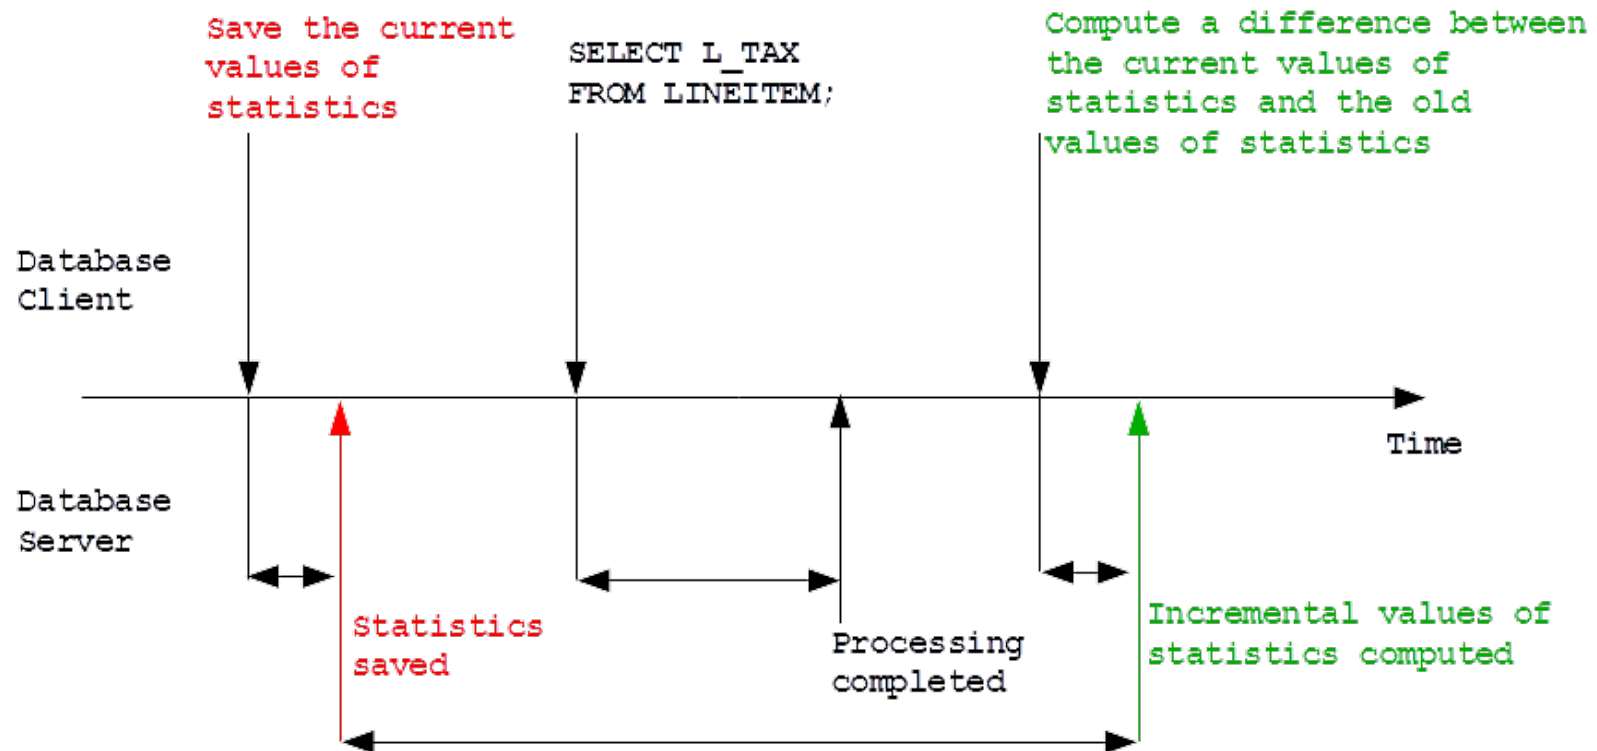 Save the current
values of
statistics
SELECT L_TAX
FROM LINEITEM;
Compute a difference between
the current values of
statistics and the old
values of statistics
Database
Client
Time
Database
Server
Statistics
saved
Processing
completed
Incremental values of
statistics computed